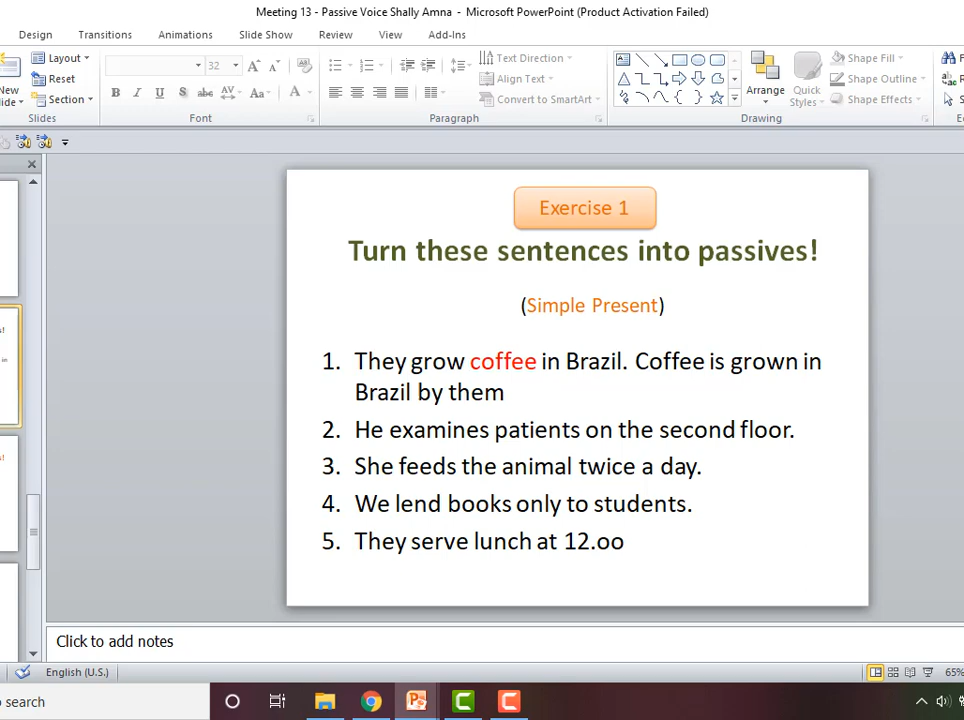 Meeting 13 - Passive Voice Shally Amna - Microsoft PowerPoint (Product Activation Failed)
Design Transitions Animations Slide Show Review View Add-Ins
Layout Text Direction Shape Fill
32
New Reset Align Text Arrange Quick Shape Outline
Slide Section Convert to SmartArt Styles Shape Effects
Slides Font Paragraph Drawing
Exercise 1
Turn these sentences into passives!
(Simple Present)
1. They grow coffee in Brazil. Coffee is grown in
Brazil by them
2. He examines patients on the second floor.
3. She feeds the animal twice a day.
4. We lend books only to students.
5. They serve lunch at 12.oo
Click to add notes
English (U.S.) 65%
o search